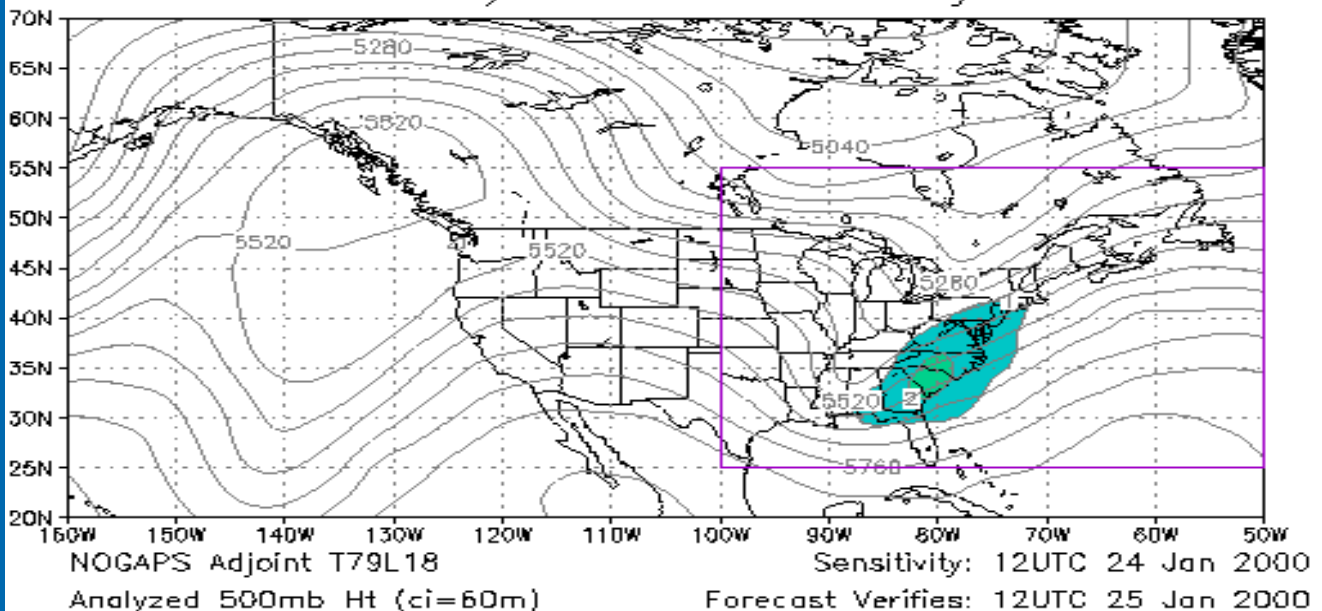 70N
5280
65N
60N
5820
5040
55N
50N
5520
5520
45N
5280
40N
35N
5520 2
30N
5760
25N
20N
160W 150W 140W 130W 120W 110W 100W 90W 80W 70W 60W 50W
NOGAPS Adjoint T79L18 Sensitivity: 12UTC 24 Jan 2000
Analyzed 500mb Ht (ci=60m) Forecast Verifies: 12UTC 25 Jan 2000